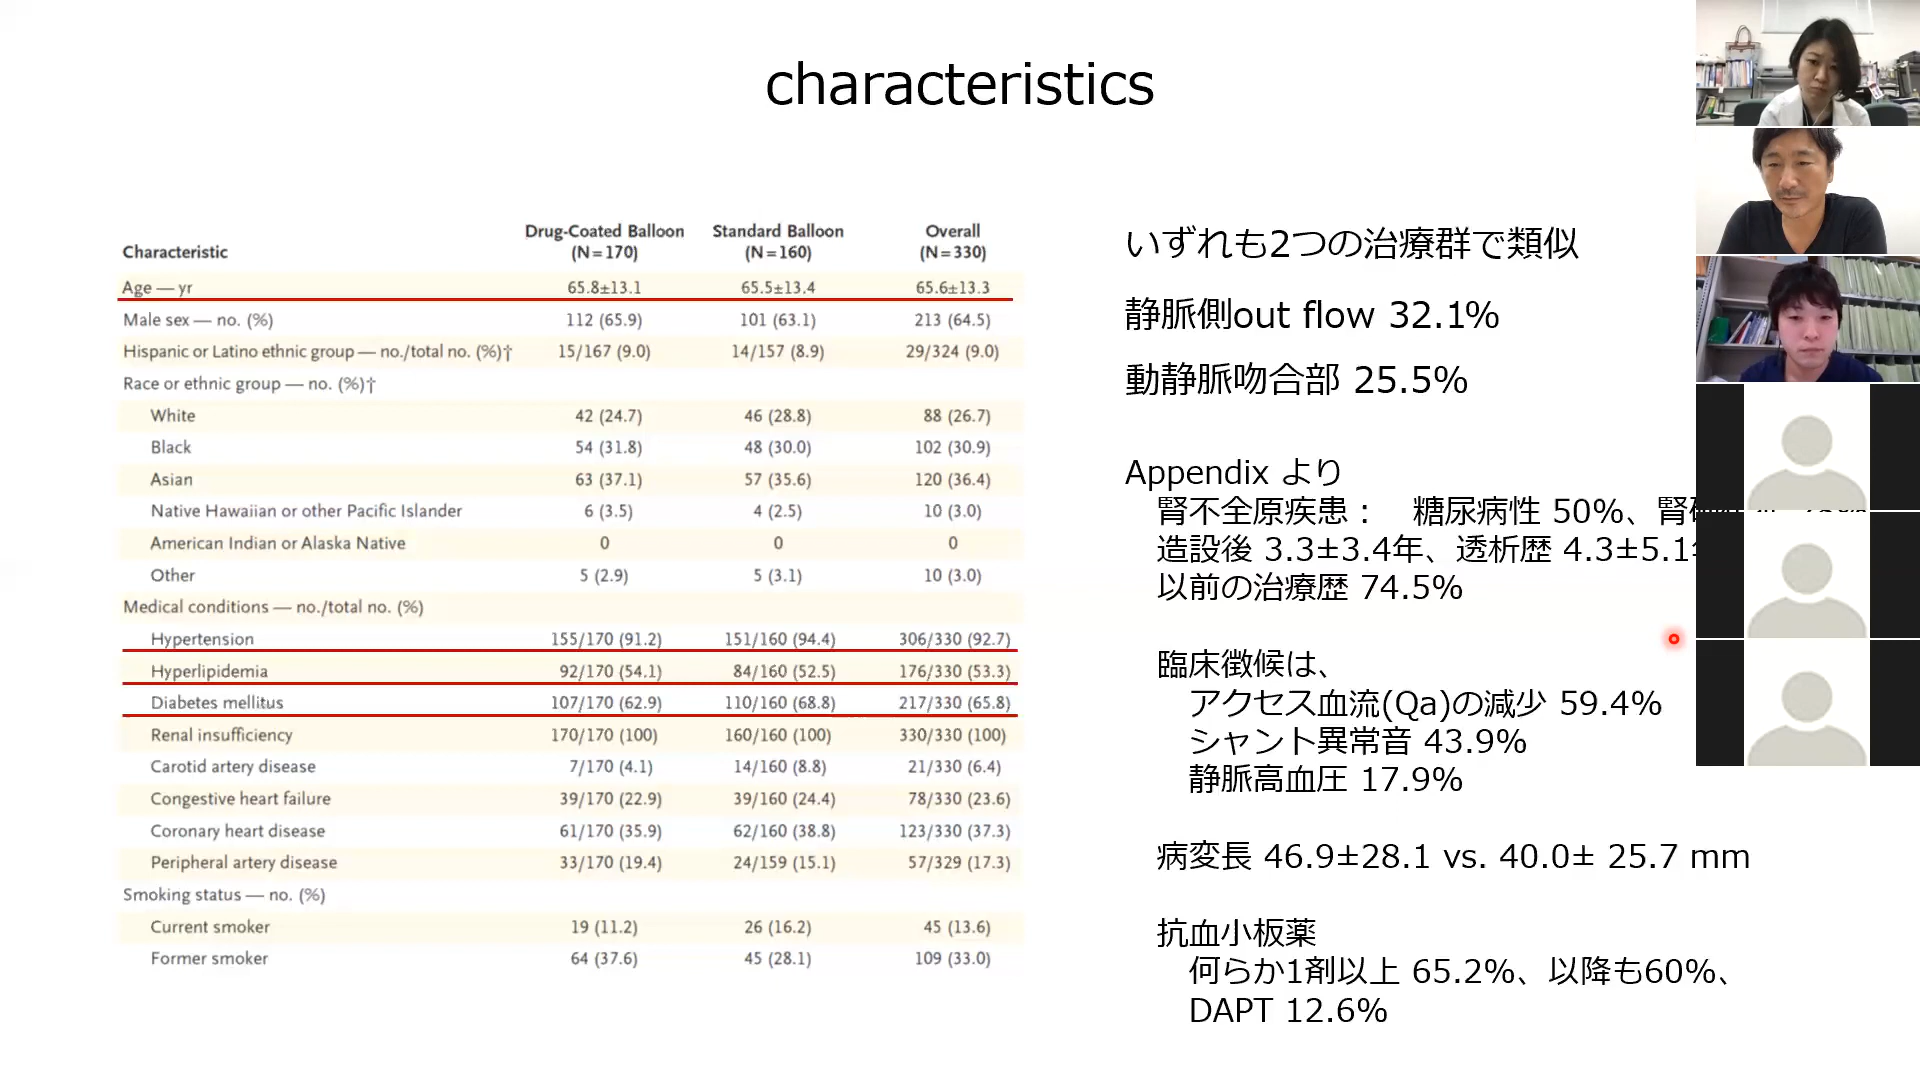 characteristics
Characteristic Drug-Coated Balloon (N=170) Standard Balloon (N=160) Overall (N=330)
Age — yr 65.8±13.1 65.5±13.4 65.6±13.3
Male sex — no. (%) 112 (65.9) 101 (63.1) 213 (64.5)
Hispanic or Latino ethnic group — no./total no. (%)† 15/167 (9.0) 14/157 (8.9) 29/324 (9.0)
Race or ethnic group — no. (%)†
White 42 (24.7) 46 (28.8) 88 (26.7)
Black 54 (31.8) 48 (30.0) 102 (30.9)
Asian 63 (37.1) 57 (35.6) 120 (36.4)
Native Hawaiian or other Pacific Islander 6 (3.5) 4 (2.5) 10 (3.0)
American Indian or Alaska Native 0 0 0
Other 5 (2.9) 5 (3.1) 10 (3.0)
Medical conditions — no./total no. (%)
Hypertension 155/170 (91.2) 151/160 (94.4) 306/330 (92.7)
Hyperlipidemia 92/170 (54.1) 84/160 (52.5) 176/330 (53.3)
Diabetes mellitus 107/170 (62.9) 110/160 (68.8) 217/330 (65.8)
Renal insufficiency 170/170 (100) 160/160 (100) 330/330 (100)
Carotid artery disease 7/170 (4.1) 14/160 (8.8) 21/330 (6.4)
Congestive heart failure 39/170 (22.9) 39/160 (24.4) 78/330 (23.6)
Coronary heart disease 61/170 (35.9) 62/160 (38.8) 123/330 (37.3)
Peripheral artery disease 33/170 (19.4) 24/159 (15.1) 57/329 (17.3)
Smoking status — no. (%)
Current smoker 19 (11.2) 26 (16.2) 45 (13.6)
Former smoker 64 (37.6) 45 (28.1) 109 (33.0)
いずれも2つの治療群で類似
静脈側out flow 32.1%
動静脈吻合部 25.5%
Appendix より
腎不全原疾患： 糖尿病性 50%、腎
造設後 3.3±3.4年、透析歴 4.3±5.1
以前の治療歴 74.5%
臨床徴候は、
アクセス血流(Qa)の減少 59.4%
シャント異常音 43.9%
静脈高血圧 17.9%
病変長 46.9±28.1 vs. 40.0± 25.7 mm
抗血小板薬
何らか1剤以上 65.2%、以降も60%、
DAPT 12.6%